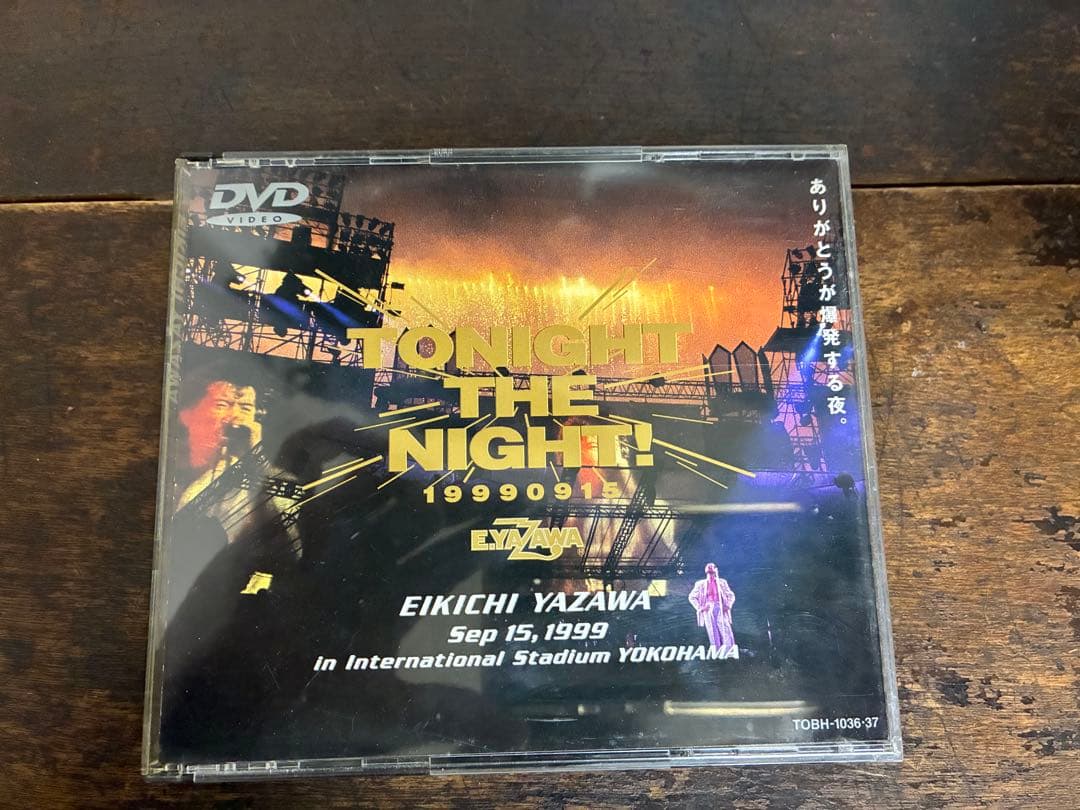 DVD
VIDEO
ありがとうが爆発する夜。
TONIGHT
THE
NIGHT!
19990915
E.YAZAWA
EIKICHI YAZAWA
Sep 15, 1999
in International Stadium YOKOHAMA
TOBH-1036·37